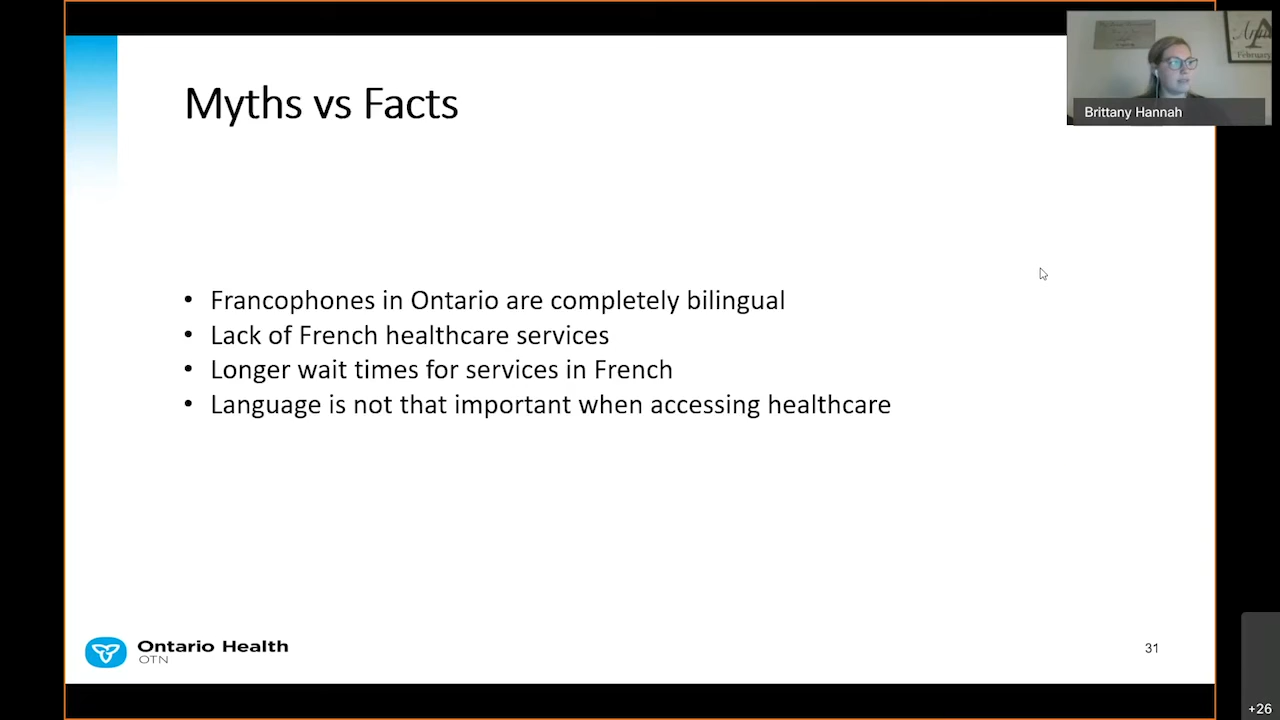 Myths vs Facts
Brittany Hannah
• Francophones in Ontario are completely bilingual
• Lack of French healthcare services
• Longer wait times for services in French
• Language is not that important when accessing healthcare
Ontario Health
OTN
31
+26